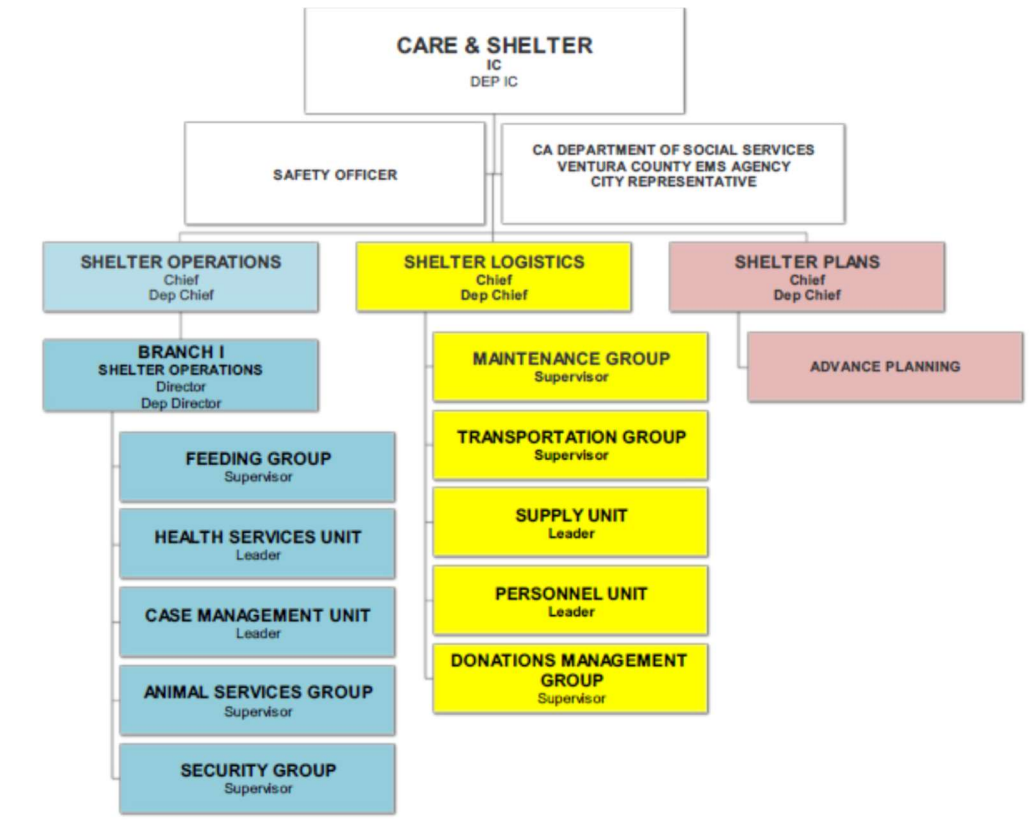 CARE & SHELTER
IC
DEP IC
SAFETY OFFICER
CA DEPARTMENT OF SOCIAL SERVICES
VENTURA COUNTY EMS AGENCY
CITY REPRESENTATIVE
SHELTER OPERATIONS
Chief
Dep Chief
BRANCH I
SHELTER OPERATIONS
Director
Dep Director
FEEDING GROUP
Supervisor
HEALTH SERVICES UNIT
Leader
CASE MANAGEMENT UNIT
Leader
ANIMAL SERVICES GROUP
Supervisor
SECURITY GROUP
Supervisor
SHELTER LOGISTICS
Chief
Dep Chief
MAINTENANCE GROUP
Supervisor
TRANSPORTATION GROUP
Supervisor
SUPPLY UNIT
Leader
PERSONNEL UNIT
Leader
DONATIONS MANAGEMENT
GROUP
Supervisor
SHELTER PLANS
Chief
Dep Chief
ADVANCE PLANNING